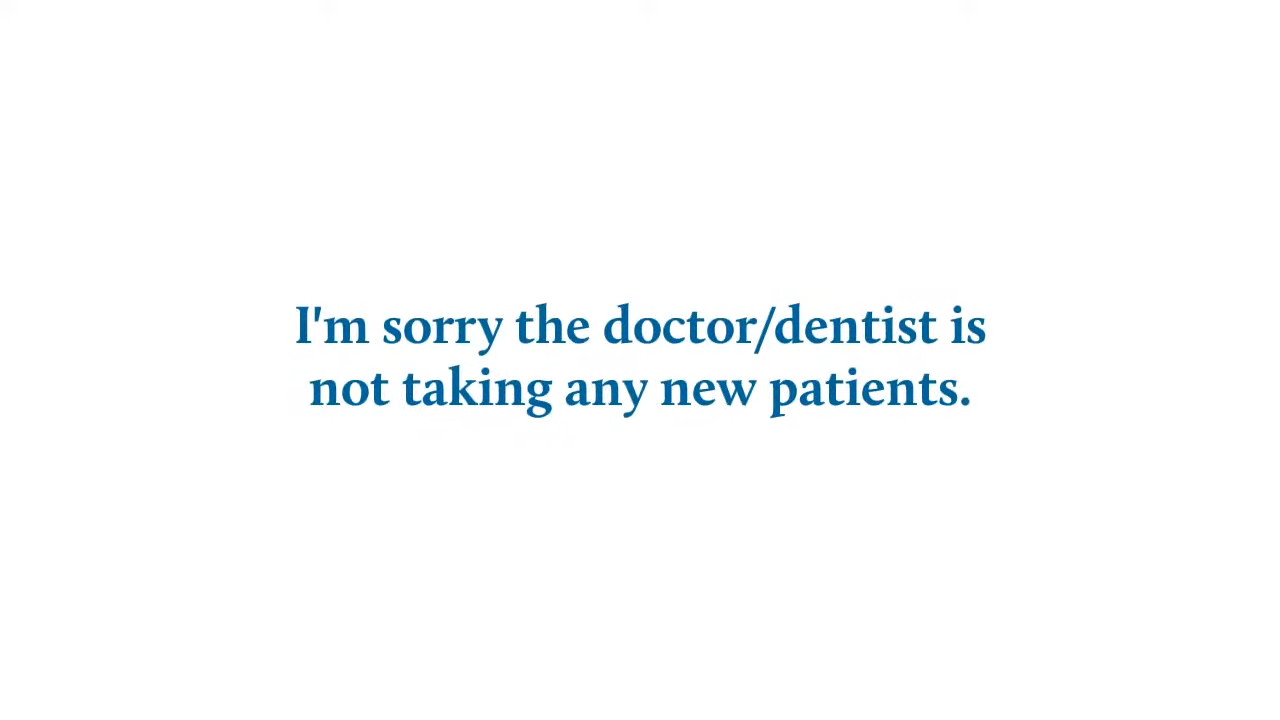 I'm sorry the doctor/dentist is
not taking any new patients.